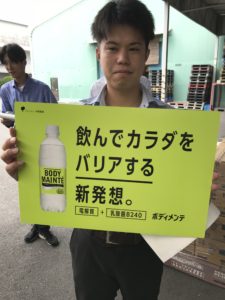 飲んでカラダを
バリアする
新発想。
BODY
MAINTÉ
電解質 + 乳酸菌B240
ボディメンテ